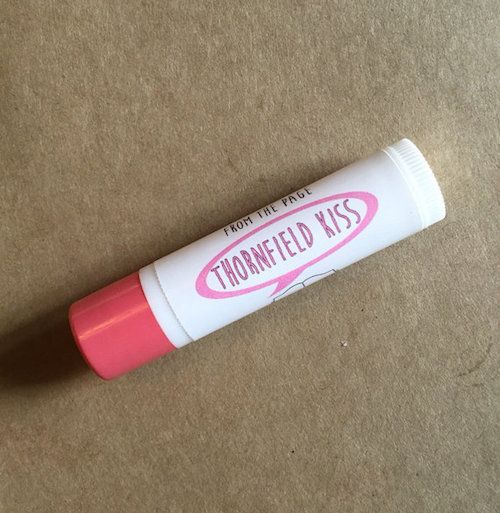 FROM THE PAGE
THORNFIELD KISS